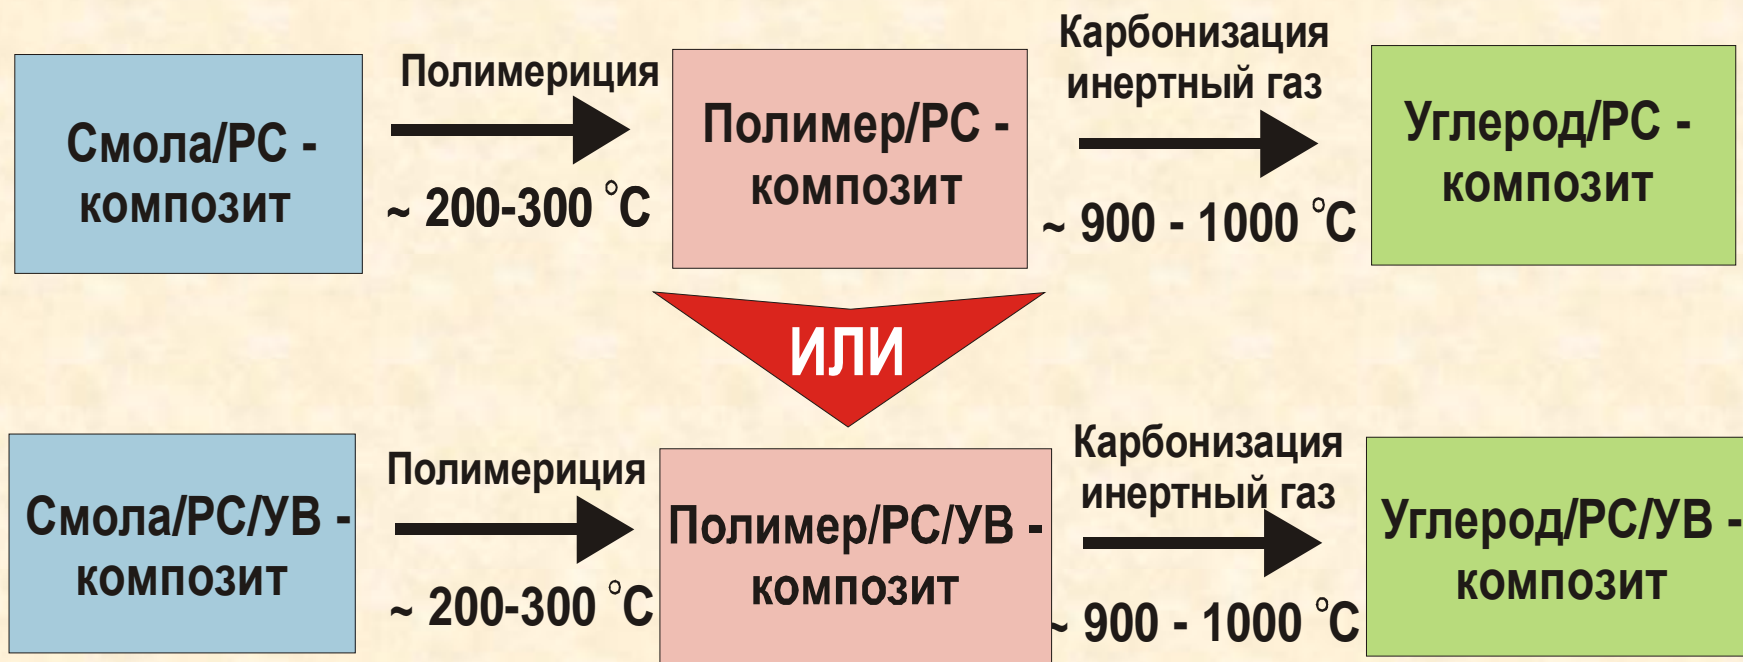 Смола/РС -
композит
Полимериция
~ 200-300 °С
Полимер/РС -
композит
Карбонизация
инертный газ
~ 900 - 1000 °С
Углерод/РС -
композит
ИЛИ
Смола/РС/УВ -
композит
Полимериция
~ 200-300 °С
Полимер/РС/УВ -
композит
Карбонизация
инертный газ
~ 900 - 1000 °С
Углерод/РС/УВ -
композит